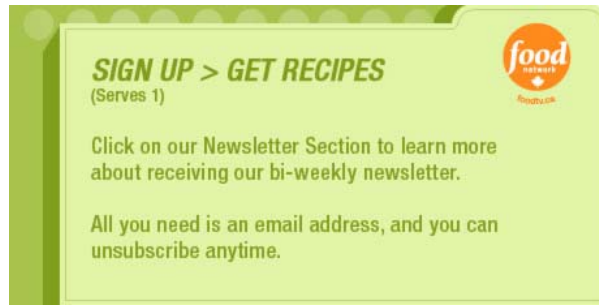 SIGN UP > GET RECIPES
(Serves 1)
food
network
foodtv.ca
Click on our Newsletter Section to learn more
about receiving our bi-weekly newsletter.
All you need is an email address, and you can
unsubscribe anytime.